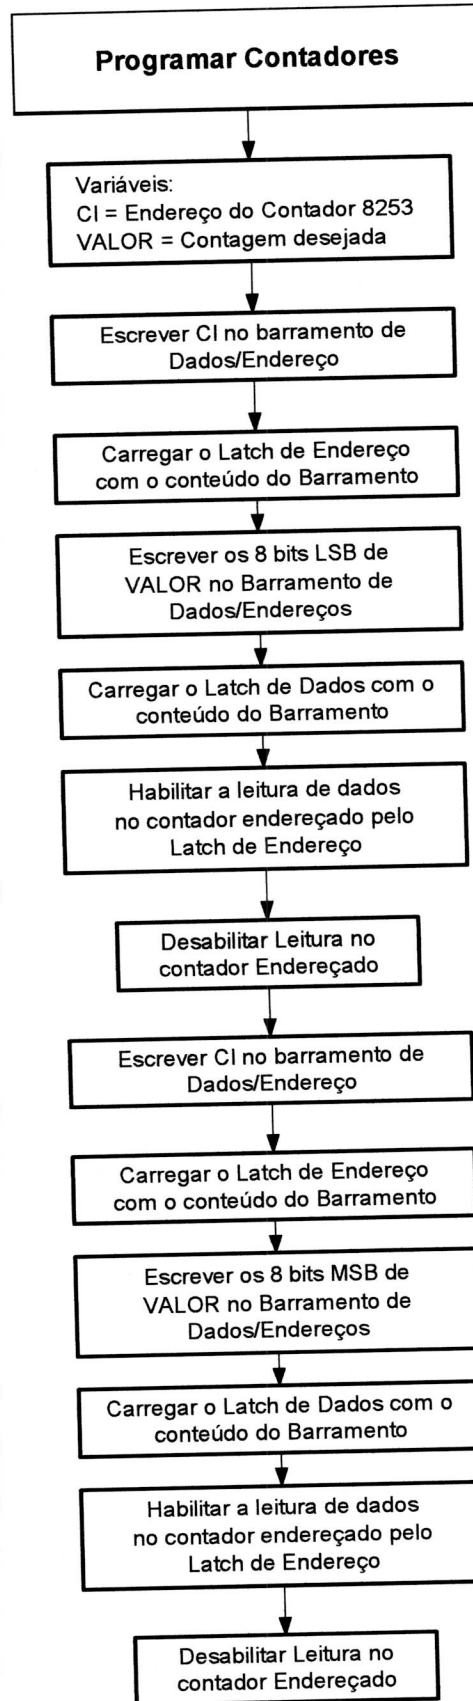 Programar Contadores
Variáveis:
CI = Endereço do Contador 8253
VALOR = Contagem desejada
Escrever CI no barramento de
Dados/Endereço
Carregar o Latch de Endereço
com o conteúdo do Barramento
Escrever os 8 bits LSB de
VALOR no Barramento de
Dados/Endereços
Carregar o Latch de Dados com o
conteúdo do Barramento
Habilitar a leitura de dados
no contador endereçado pelo
Latch de Endereço
Desabilitar Leitura no
contador Endereçado
Escrever CI no barramento de
Dados/Endereço
Carregar o Latch de Endereço
com o conteúdo do Barramento
Escrever os 8 bits MSB de
VALOR no Barramento de
Dados/Endereços
Carregar o Latch de Dados com o
conteúdo do Barramento
Habilitar a leitura de dados
no contador endereçado pelo
Latch de Endereço
Desabilitar Leitura no
contador Endereçado